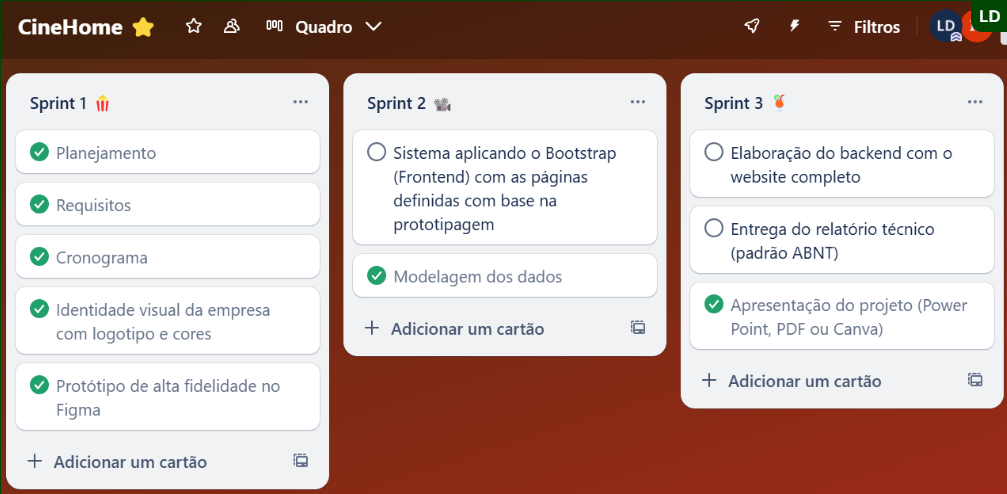 CineHome
Quadro
Filtros
LD
LD
Sprint 1
Planejamento
Requisitos
Cronograma
Identidade visual da empresa
com logotipo e cores
Protótipo de alta fidelidade no
Figma
Adicionar um cartão
Sprint 2
Sistema aplicando o Bootstrap
(Frontend) com as páginas
definidas com base na
prototipagem
Modelagem dos dados
Adicionar um cartão
Sprint 3
Elaboração do backend com o
website completo
Entrega do relatório técnico
(padrão ABNT)
Apresentação do projeto (Power
Point, PDF ou Canva)
Adicionar um cartão